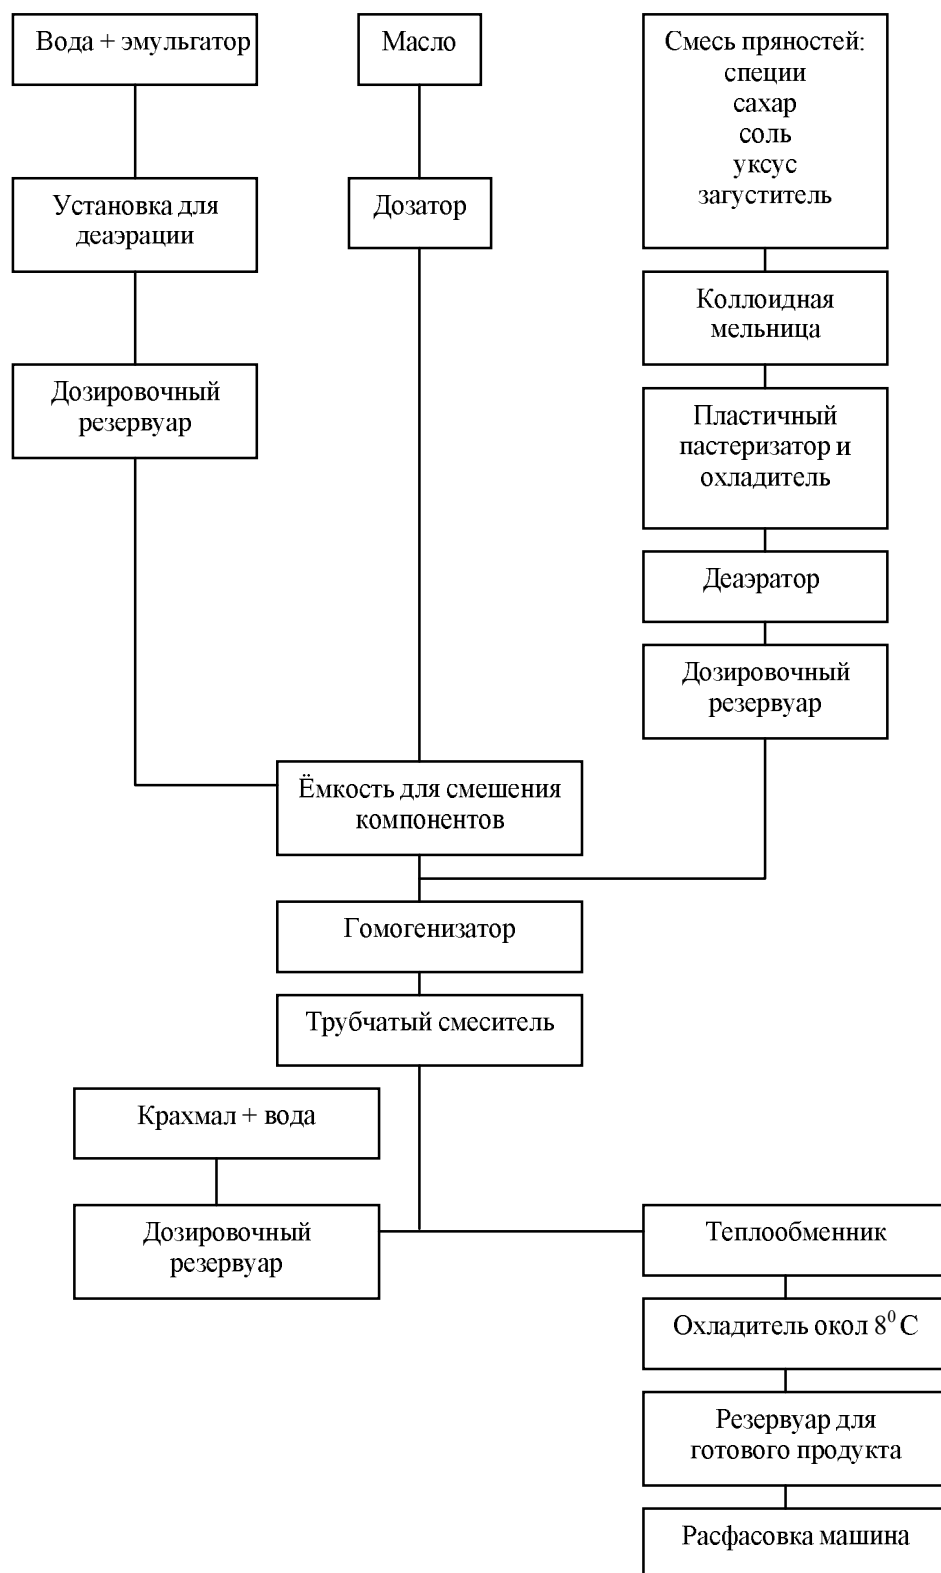 Вода + эмульгатор
Масло
Смесь пряностей:
специи
сахар
соль
уксус
загуститель
Установка для
деаэрации
Дозатор
Коллоидная
мельница
Дозировочный
резервуар
Пластичный
пастеризатор и
охладитель
Деаэратор
Дозировочный
резервуар
Ёмкость для смешения
компонентов
Гомогенизатор
Трубчатый смеситель
Крахмал + вода
Дозировочный
резервуар
Теплообменник
Охладитель окол 8⁰ С
Резервуар для
готового продукта
Расфасовка машина